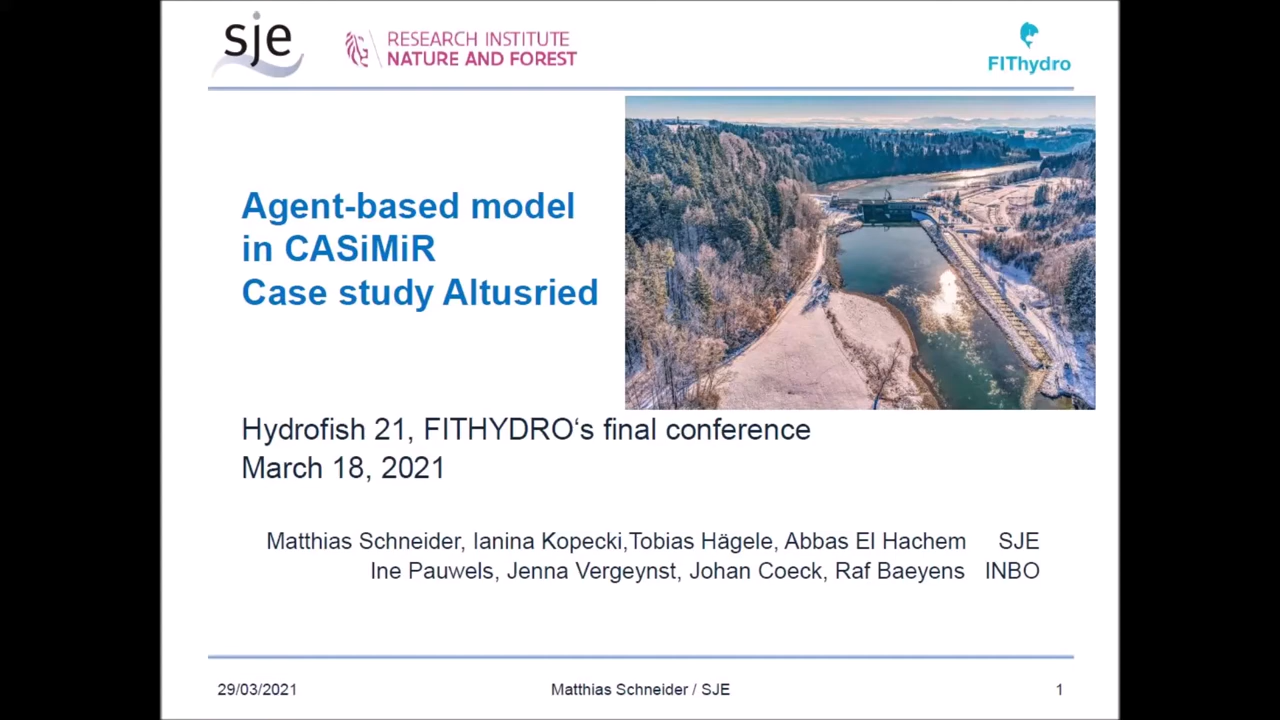 sje
RESEARCH INSTITUTE
NATURE AND FOREST
FIThydro
Agent-based model
in CASiMiR
Case study Altusried
Hydrofish 21, FITHYDRO‘s final conference
March 18, 2021
Matthias Schneider, Ianina Kopecki,Tobias Hägele, Abbas El Hachem SJE
Ine Pauwels, Jenna Vergeynst, Johan Coeck, Raf Baeyens INBO
29/03/2021 Matthias Schneider / SJE 1